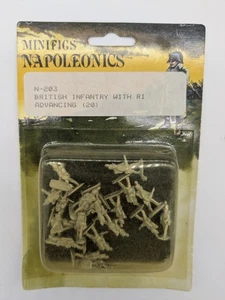 MINIFIGS
NAPOLEONICS
N-203
BRITISH INFANTRY WITH RI
ADVANCING (20)